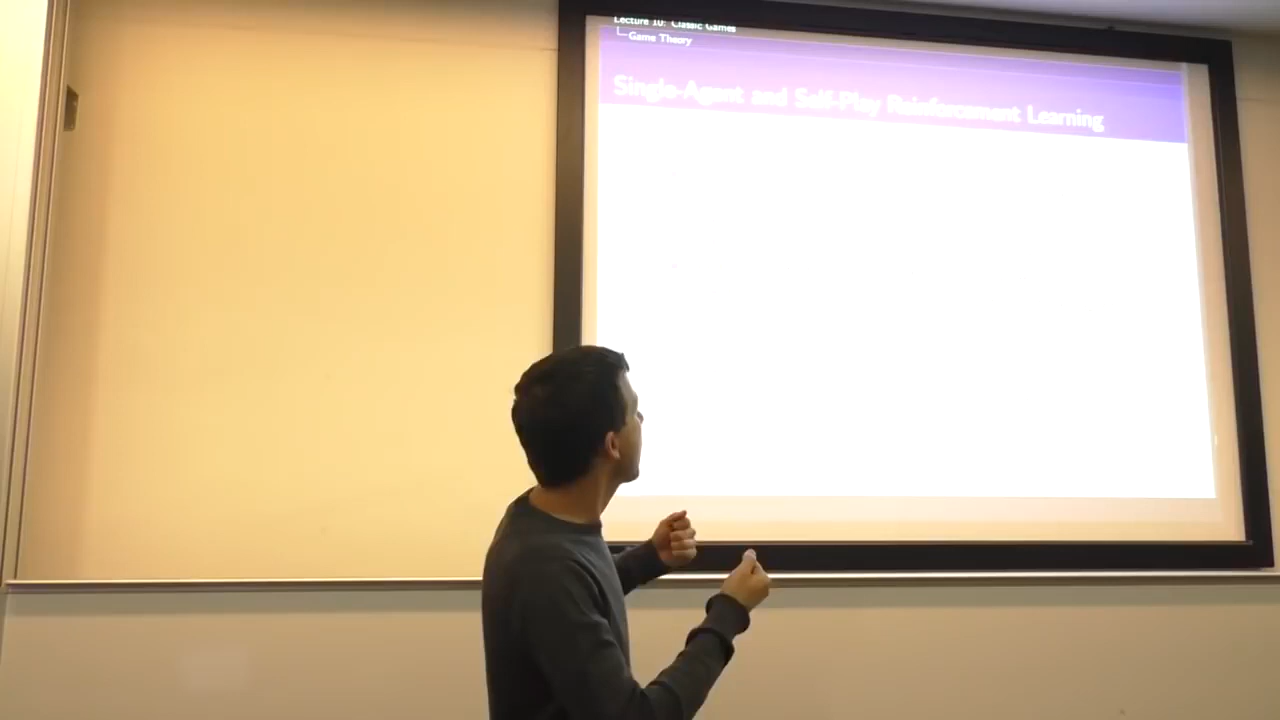 Lecture 10: Classic Games
Game Theory
Single-Agent and Self-Play Reinforcement Learning